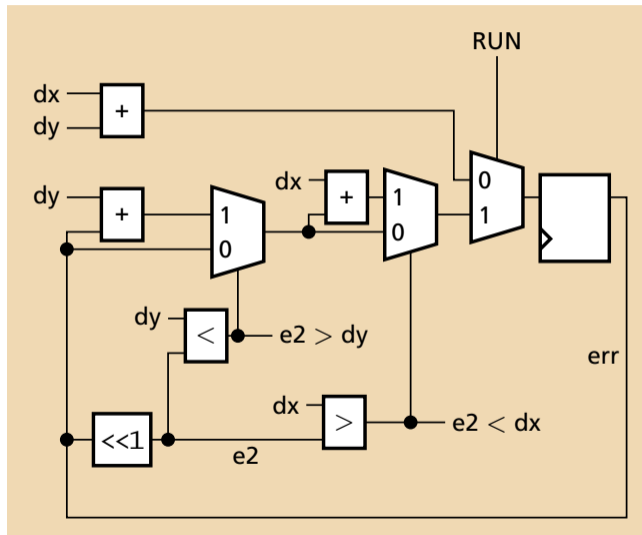 RUN
dx
dy
+
0
dx
dy
+
1
+
1
1
0
0
dy
<
e2 > dy
err
dx
>
e2 < dx
<<1
e2